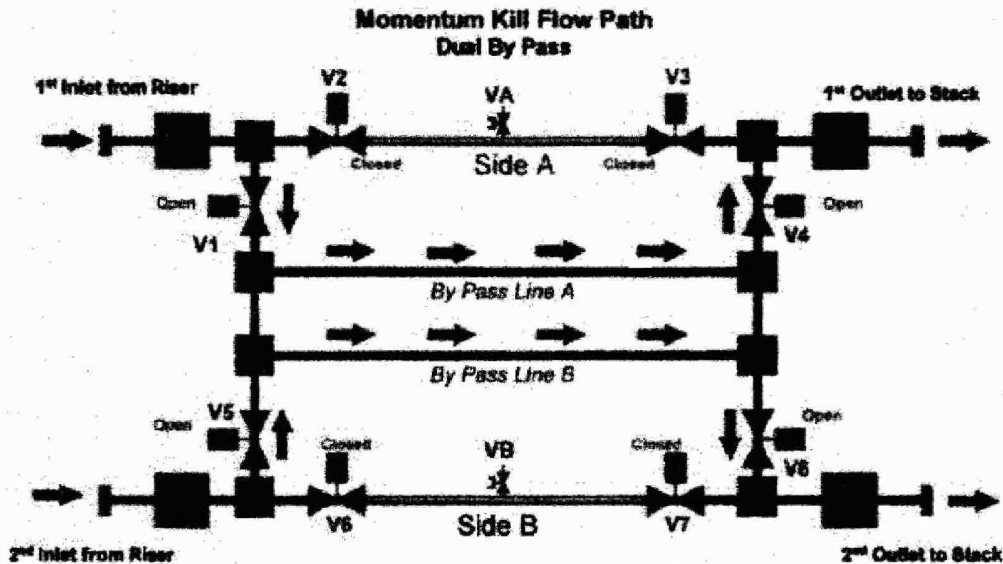 Momentum Kill Flow Path
Dual By Pass
V2
V3
1st Inlet from Riser
VA
1st Outlet to Stack
Closed
Side A
Closed
Open
Open
V1
V4
By Pass Line A
By Pass Line B
V5
Open
Open
Closed
VB
Closed
V8
V6
Side B
V7
2nd Inlet from Riser
2nd Outlet to Stack